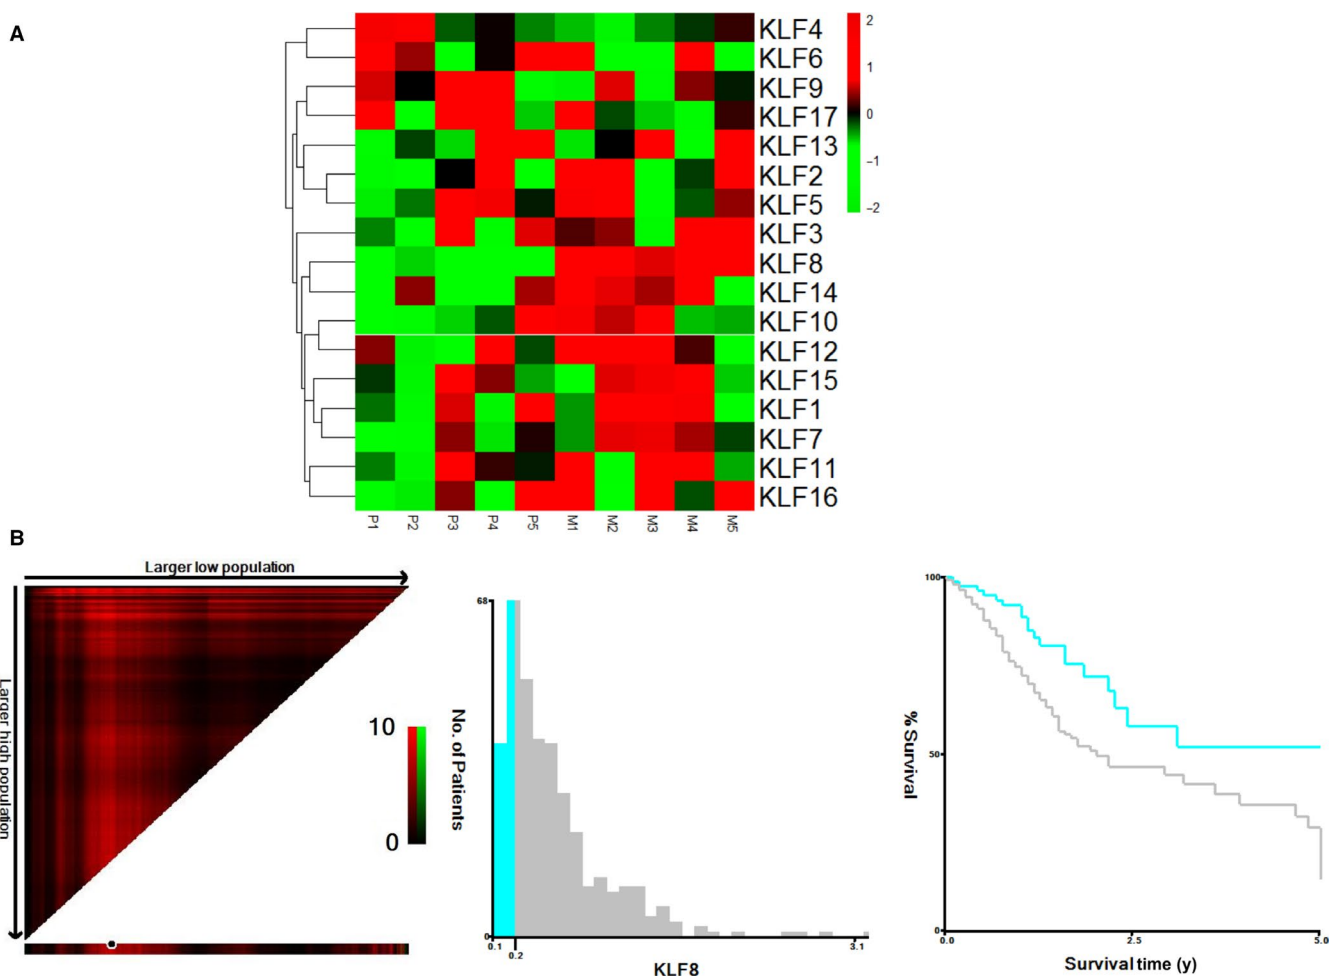 A
KLF4
KLF6
KLF9
KLF17
KLF13
KLF2
KLF5
KLF3
KLF8
KLF14
KLF10
KLF12
KLF15
KLF1
KLF7
KLF11
KLF16
2
1
0
−1
−2
P1 P2 P3 P4 P5 M1 M2 M3 M4 M5
B
Larger low population
Larger high population
10
0
No. of Patients
68
0
0.1
0.2
3.1
KLF8
% Survival
100
50
0
0.0 2.5 5.0
Survival time (y)